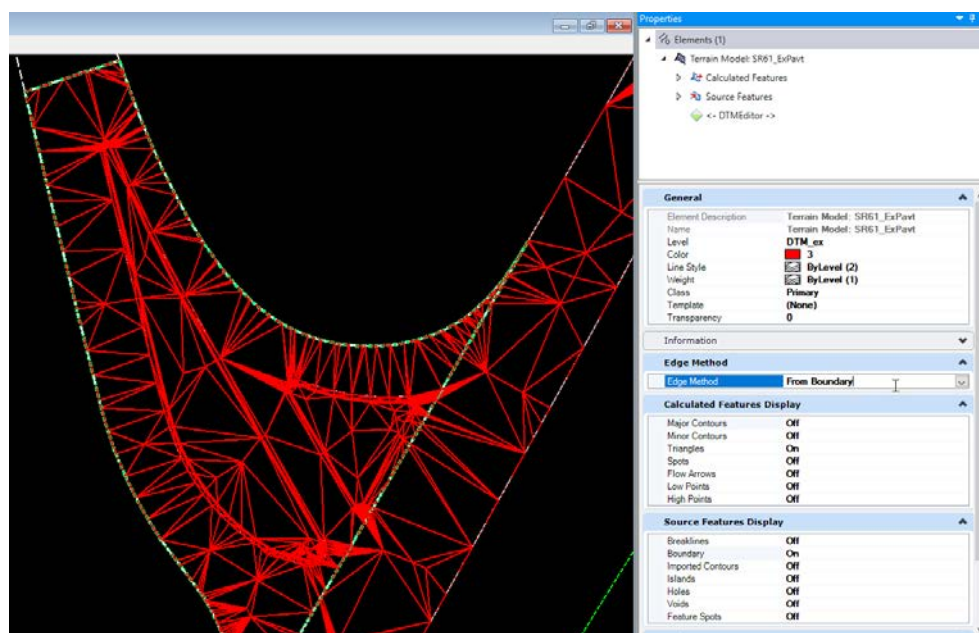 Properties
Elements (1)
Terrain Model: SR61_ExPavt
Calculated Features
Source Features
<- DTMEditor ->
General
Element Description Terrain Model: SR61_ExPavt
Name Terrain Model: SR61_ExPavt
Level DTM_ex
Color 3
Line Style ByLevel (2)
Weight ByLevel (1)
Class Primary
Template (None)
Transparency 0
Information
Edge Method
Edge Method From Boundary
Calculated Features Display
Major Contours Off
Minor Contours Off
Triangles On
Spots Off
Flow Arrows Off
Low Points Off
High Points Off
Source Features Display
Breaklines Off
Boundary On
Imported Contours Off
Islands Off
Holes Off
Voids Off
Feature Spots Off